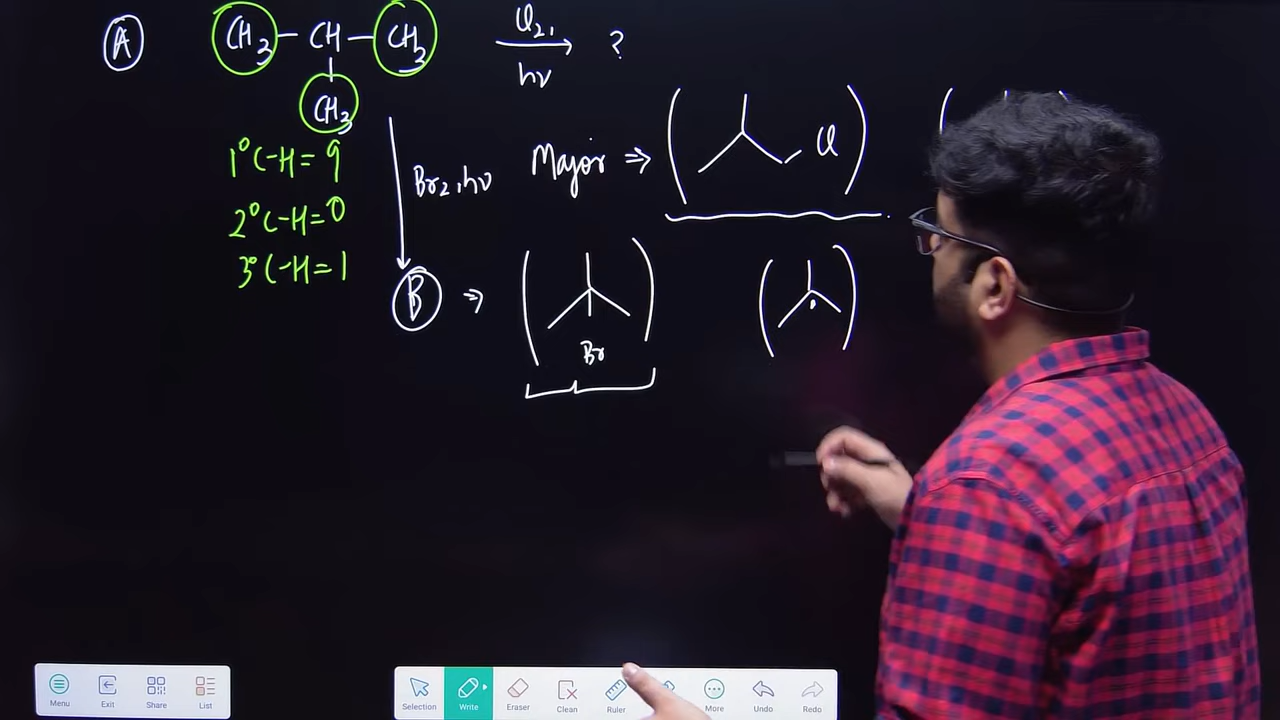 A CH3 – CH – CH3 Cl2, hν ?
CH3
1° C-H = 9
2° C-H = 0
3° C-H = 1
Br2, hν
Major ⇒ Cl
B ⇒
Br
Menu Exit Share List
Selection Write Eraser Clean Ruler More Undo Redo